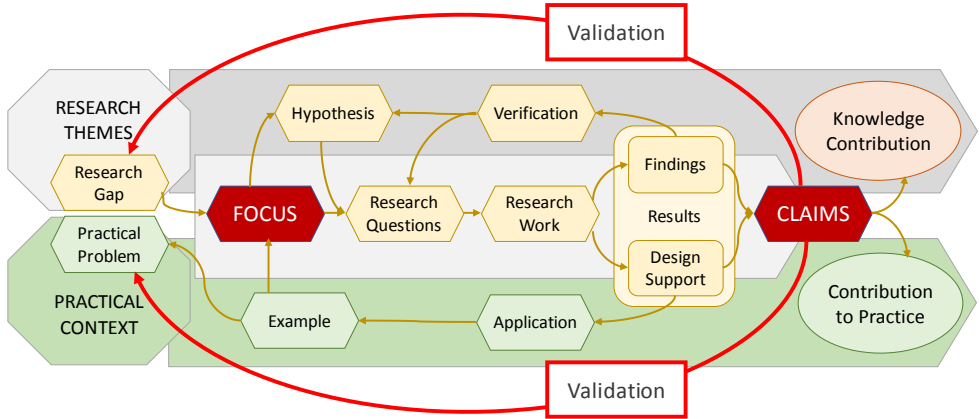 Validation
RESEARCH
THEMES
Research
Gap
Hypothesis
Verification
Knowledge
Contribution
Findings
FOCUS
Research
Questions
Research
Work
Results
CLAIMS
Practical
Problem
Design
Support
PRACTICAL
CONTEXT
Example
Application
Contribution
to Practice
Validation